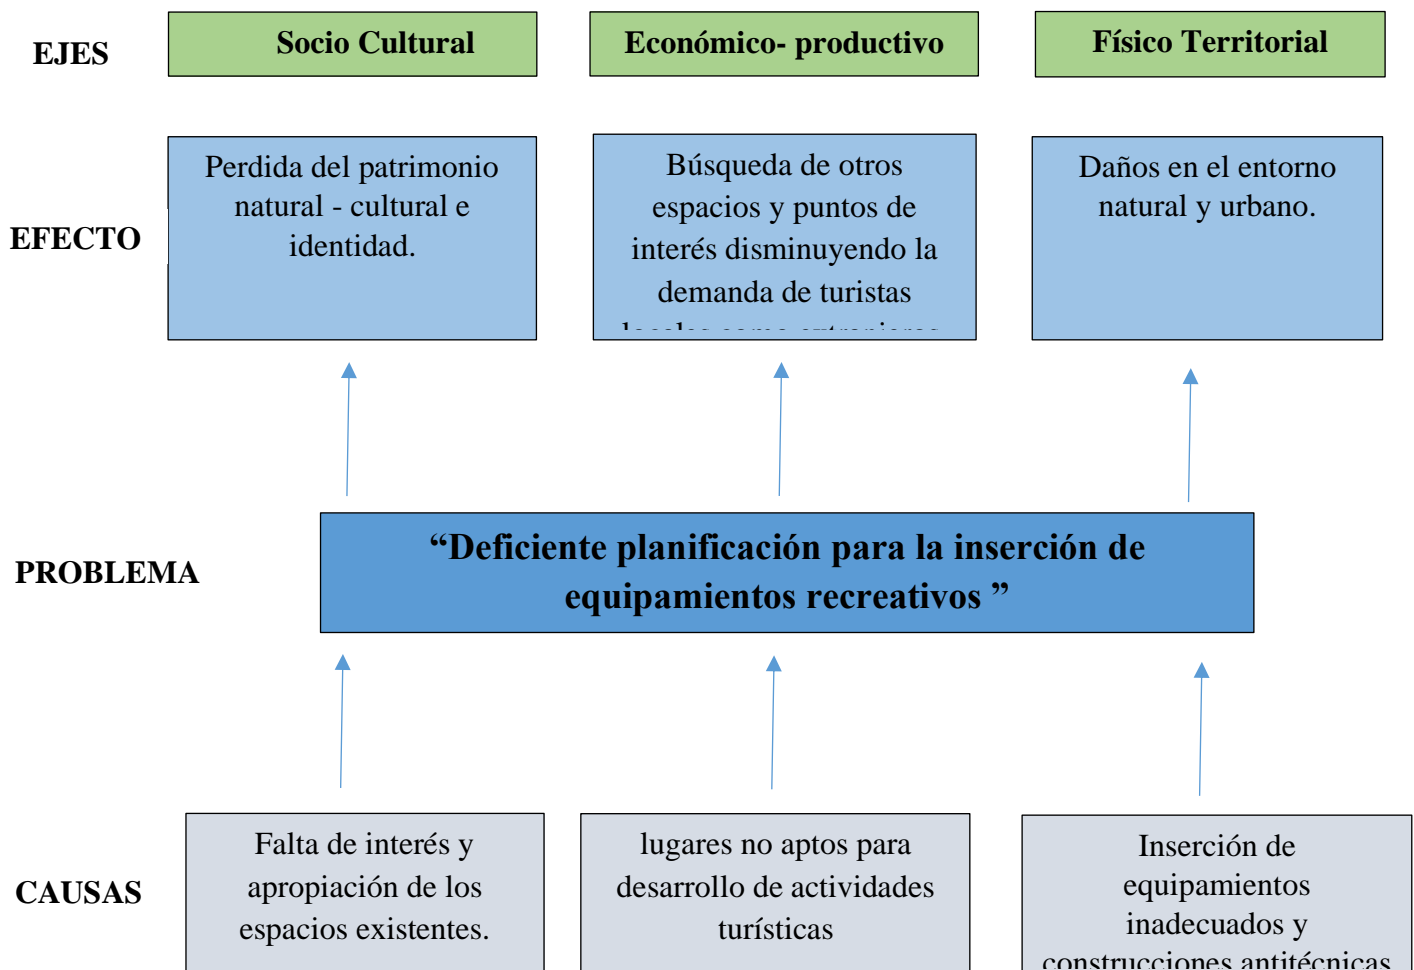 EJES
Socio Cultural
Económico- productivo
Físico Territorial
EFECTO
Perdida del patrimonio
natural - cultural e
identidad.
Búsqueda de otros
espacios y puntos de
interés disminuyendo la
demanda de turistas
Daños en el entorno
natural y urbano.
PROBLEMA
“Deficiente planificación para la inserción de
equipamientos recreativos ”
CAUSAS
Falta de interés y
apropiación de los
espacios existentes.
lugares no aptos para
desarrollo de actividades
turísticas
Inserción de
equipamientos
inadecuados y
construcciones antitécnicas